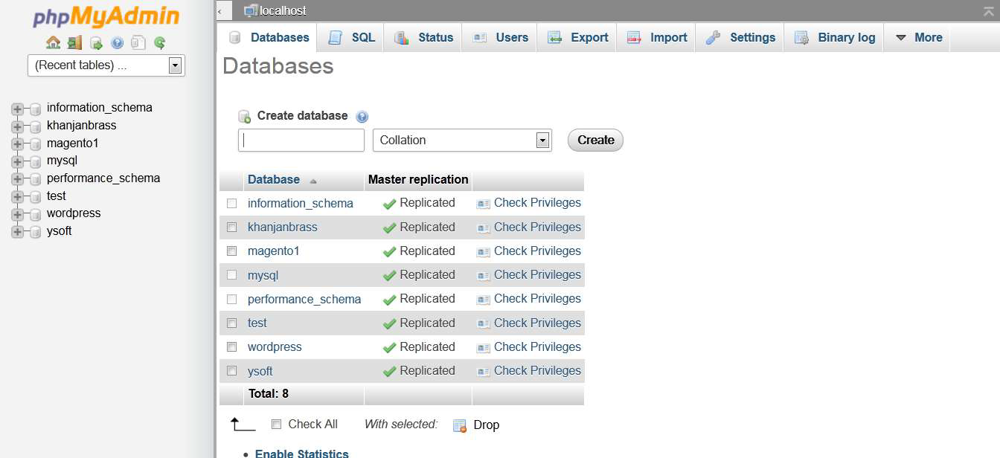 phpMyAdmin
(Recent tables) ...
information_schema
khanjanbrass
magento1
mysql
performance_schema
test
wordpress
ysoft
localhost
Databases SQL Status Users Export Import Settings Binary log More
Databases
Create database
Collation Create
Database Master replication
information_schema Replicated Check Privileges
khanjanbrass Replicated Check Privileges
magento1 Replicated Check Privileges
mysql Replicated Check Privileges
performance_schema Replicated Check Privileges
test Replicated Check Privileges
wordpress Replicated Check Privileges
ysoft Replicated Check Privileges
Total: 8
Check All With selected: Drop
• Enable Statistics